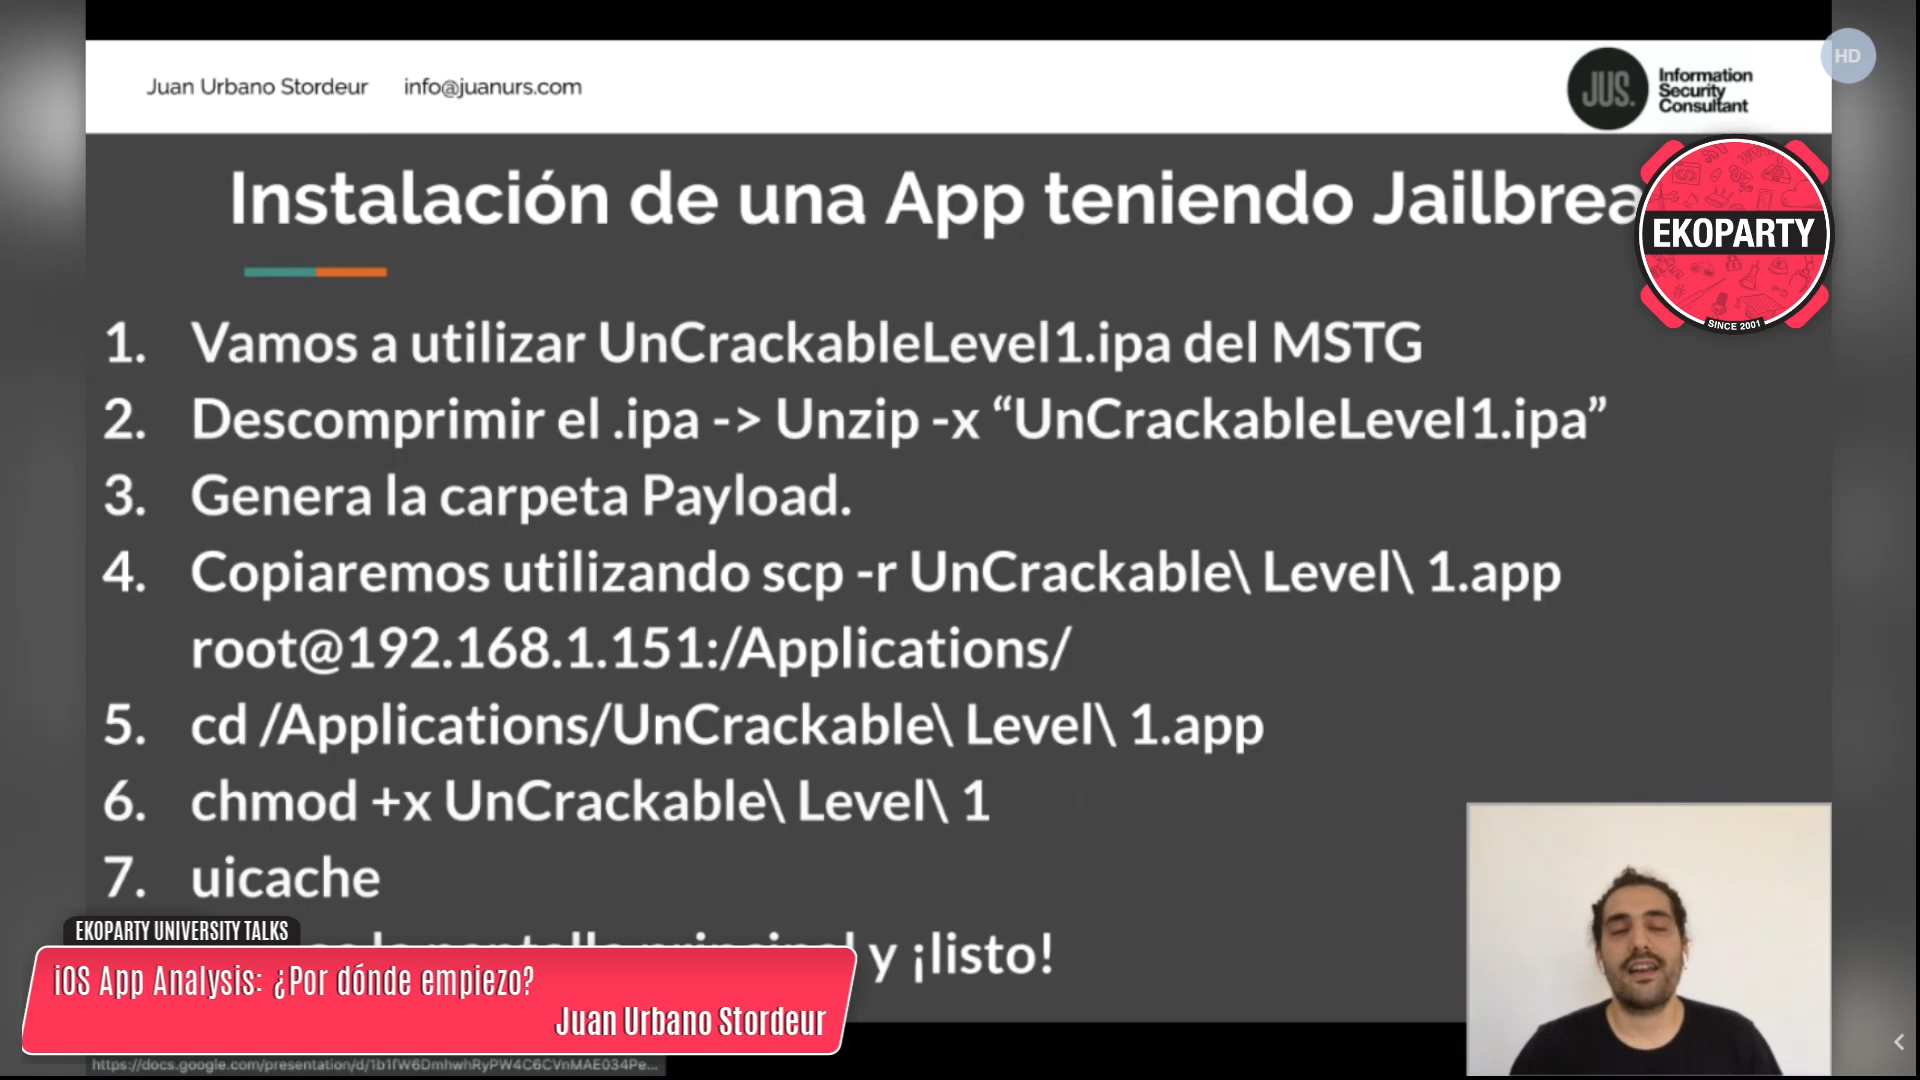 Juan Urbano Stordeur info@juanurs.com
JUS.
Information
Security
Consultant
HD
Instalación de una App teniendo Jailbrea
EKOPARTY
SINCE 2001
1. Vamos a utilizar UnCrackableLevel1.ipa del MSTG
2. Descomprimir el .ipa -> Unzip -x “UnCrackableLevel1.ipa”
3. Genera la carpeta Payload.
4. Copiaremos utilizando scp -r UnCrackable\ Level\ 1.app
root@192.168.1.151:/Applications/
5. cd /Applications/UnCrackable\ Level\ 1.app
6. chmod +x UnCrackable\ Level\ 1
7. uicache
y ¡listo!
EKOPARTY UNIVERSITY TALKS
iOS App Analysis: ¿Por dónde empiezo?
Juan Urbano Stordeur